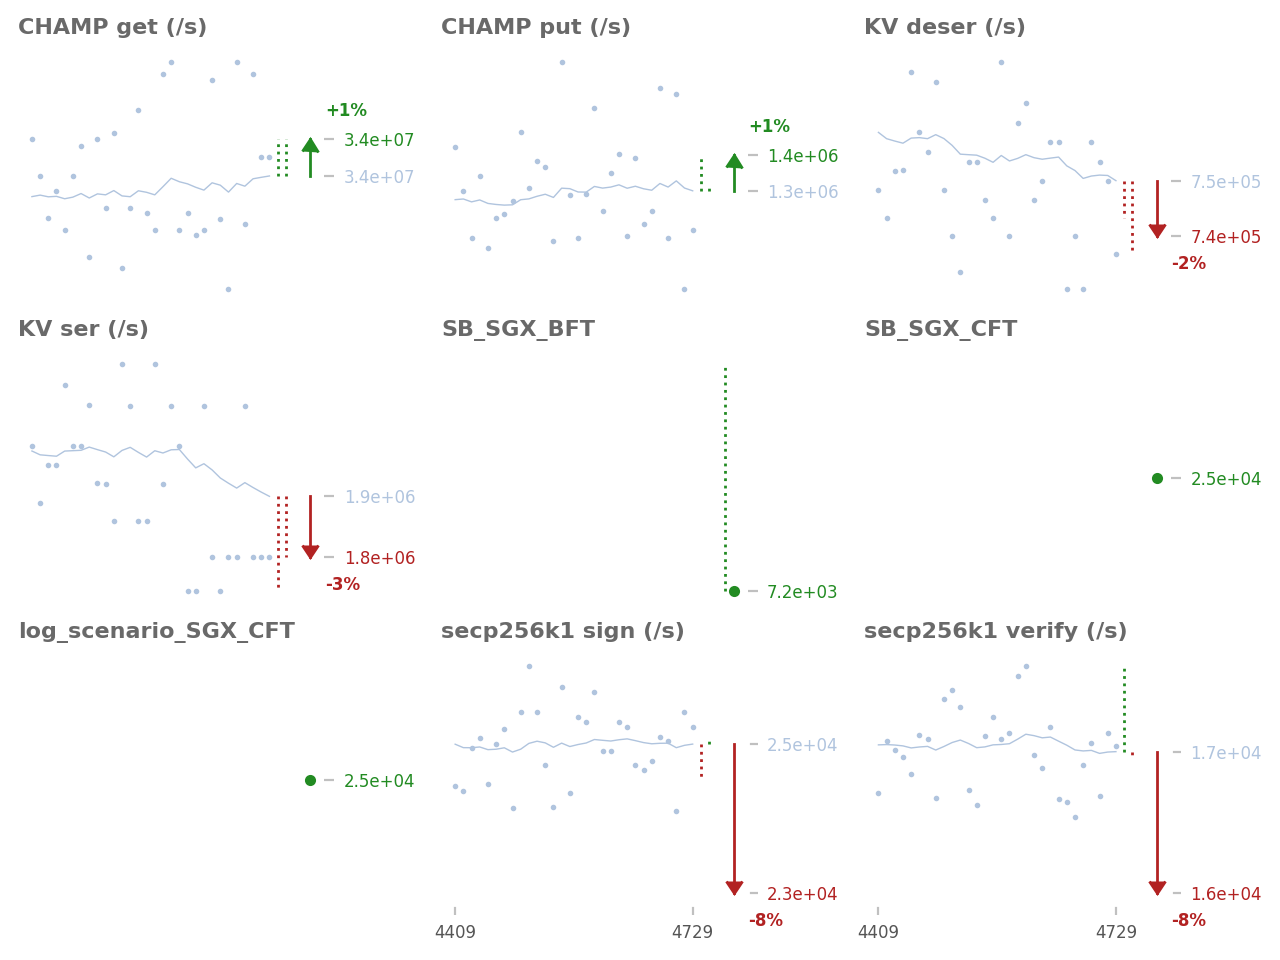 CHAMP get (/s)
CHAMP put (/s)
KV deser (/s)
+1%
3.4e+07
3.4e+07
+1%
1.4e+06
1.3e+06
7.5e+05
7.4e+05
-2%
KV ser (/s)
SB_SGX_BFT
SB_SGX_CFT
1.9e+06
1.8e+06
-3%
7.2e+03
2.5e+04
log_scenario_SGX_CFT
secp256k1 sign (/s)
secp256k1 verify (/s)
2.5e+04
2.5e+04
2.3e+04
-8%
4409
4729
1.7e+04
1.6e+04
-8%
4409
4729